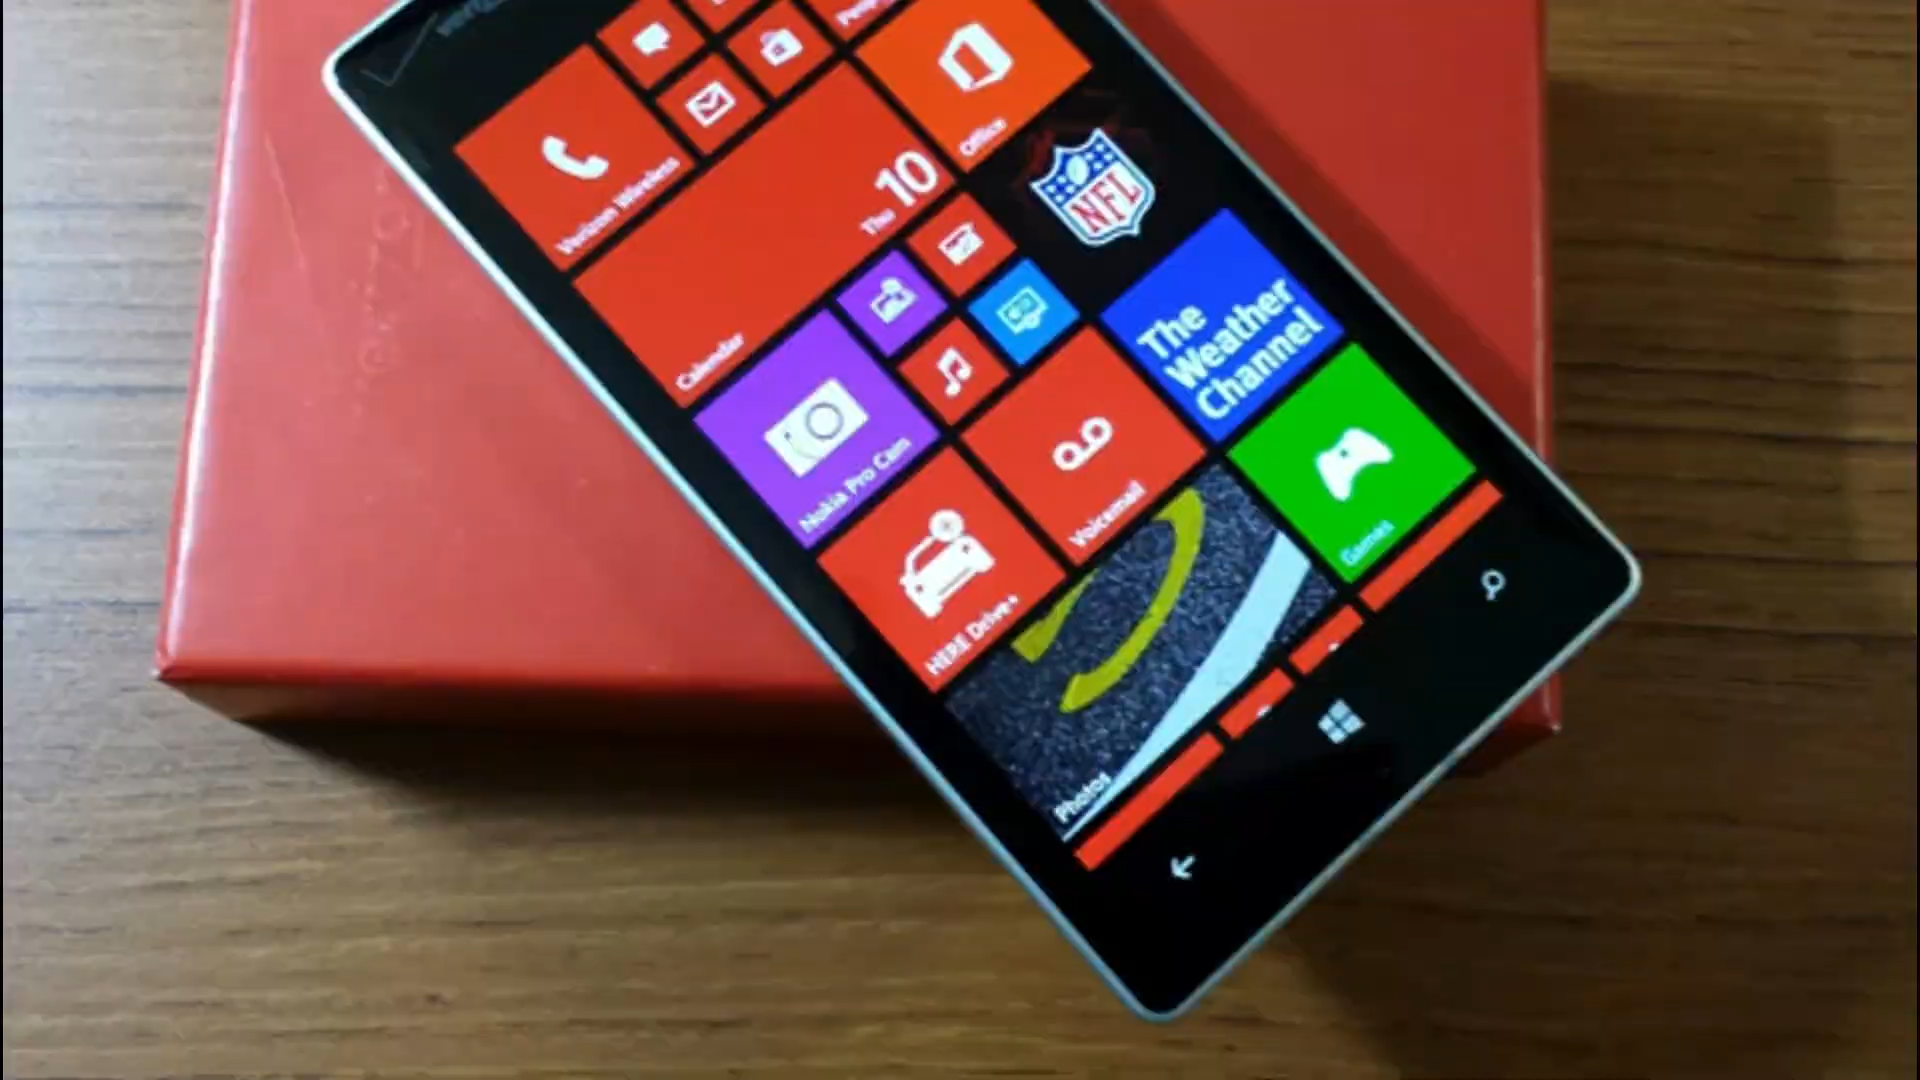 Verizon Wireless
Office
Thu 10
Calendar
NFL
The
Weather
Channel
Nokia Pro Cam
Voicemail
Games
HERE Drive+
Photos